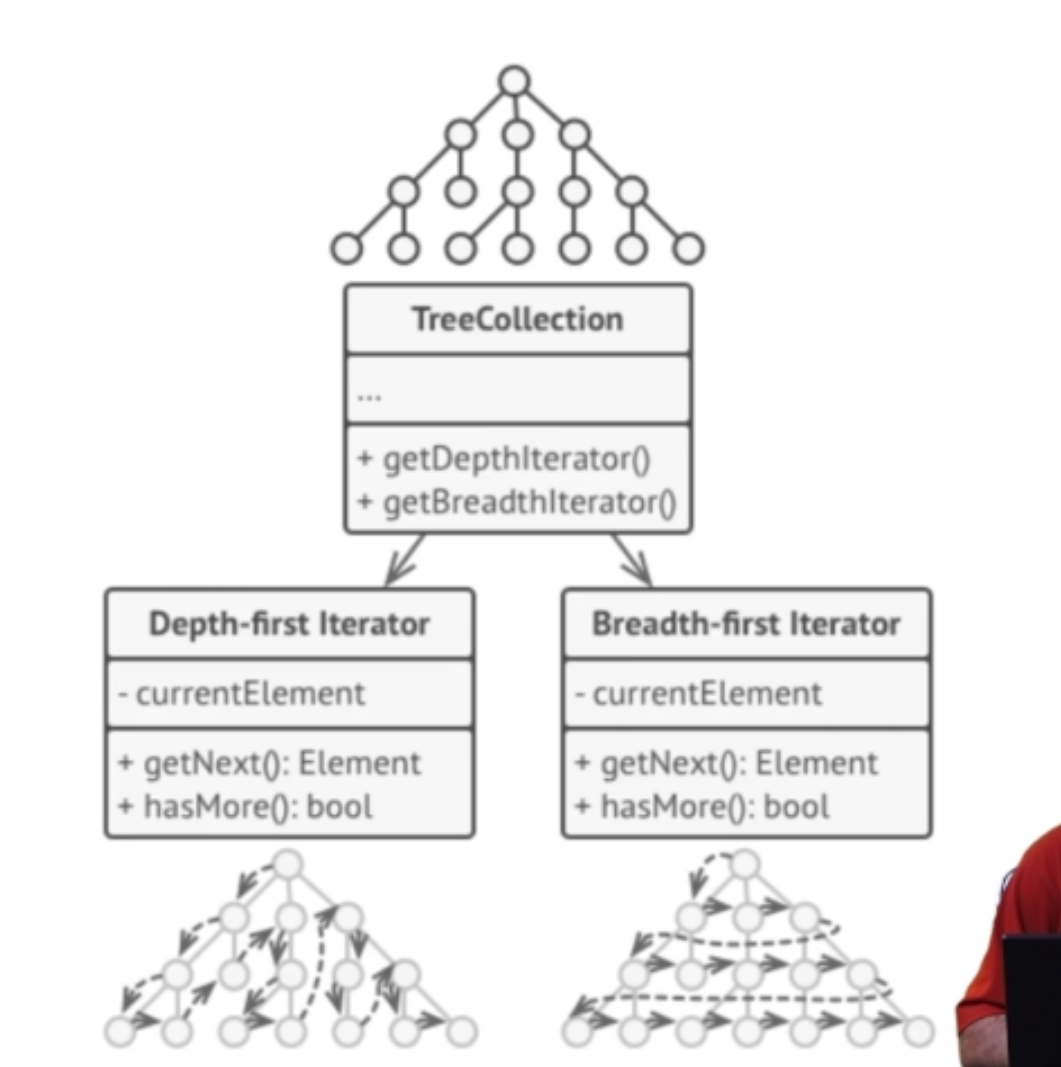 TreeCollection
...
+ getDepthIterator()
+ getBreadthIterator()
Depth-first Iterator
- currentElement
+ getNext(): Element
+ hasMore(): bool
Breadth-first Iterator
- currentElement
+ getNext(): Element
+ hasMore(): bool